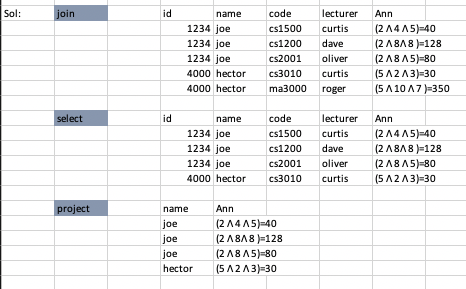 Sol: join id name code lecturer Ann
1234 joe cs1500 curtis (2 Λ 4 Λ 5)=40
1234 joe cs1200 dave (2 Λ 8Λ 8 )=128
1234 joe cs2001 oliver (2 Λ 8 Λ 5)=80
4000 hector cs3010 curtis (5 Λ 2 Λ 3)=30
4000 hector ma3000 roger (5 Λ 10 Λ 7 )=350
select id name code lecturer Ann
1234 joe cs1500 curtis (2 Λ 4 Λ 5)=40
1234 joe cs1200 dave (2 Λ 8Λ 8 )=128
1234 joe cs2001 oliver (2 Λ 8 Λ 5)=80
4000 hector cs3010 curtis (5 Λ 2 Λ 3)=30
project name Ann
joe (2 Λ 4 Λ 5)=40
joe (2 Λ 8Λ 8 )=128
joe (2 Λ 8 Λ 5)=80
hector (5 Λ 2 Λ 3)=30